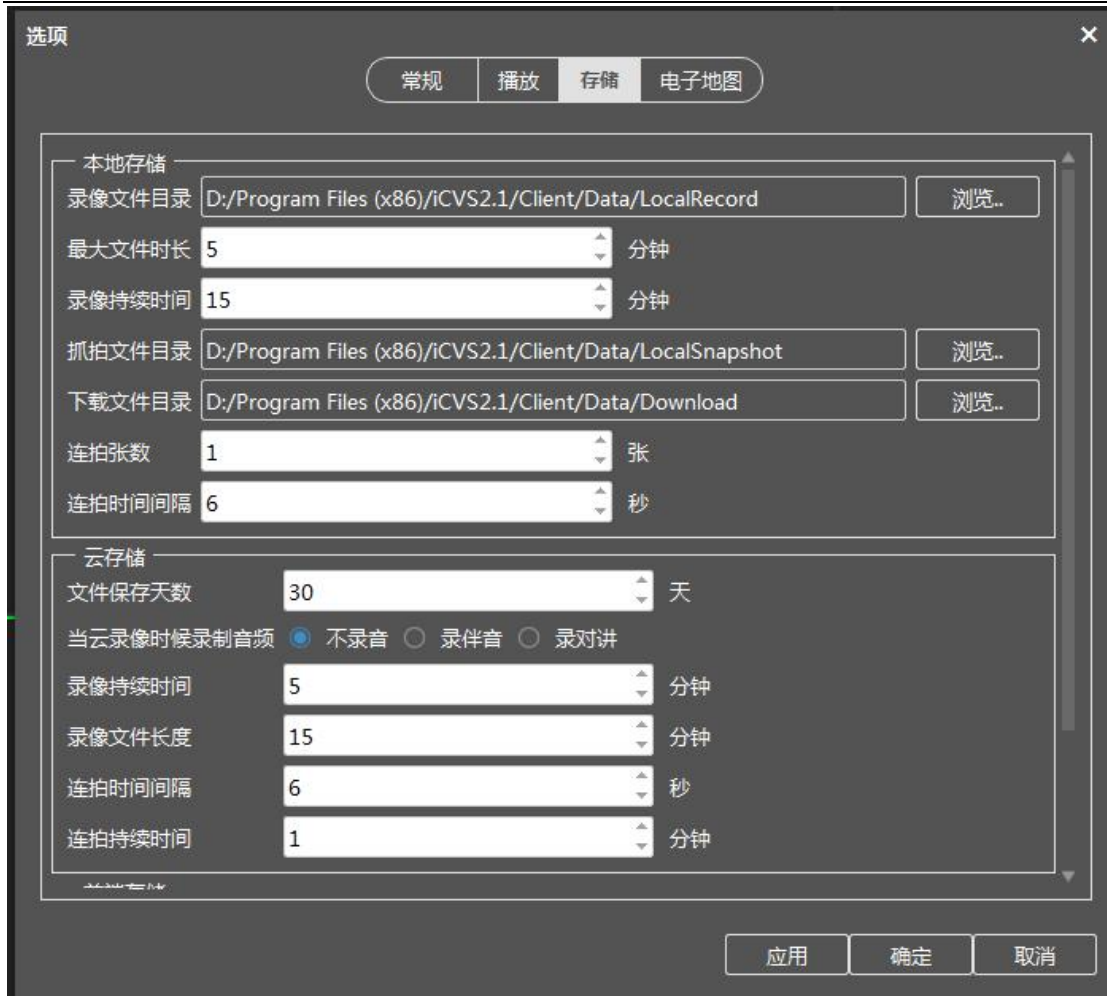 选项
常规 播放 存储 电子地图
本地存储
录像文件目录 D:/Program Files (x86)/iCVS2.1/Client/Data/LocalRecord 浏览..
最大文件时长 5 分钟
录像持续时间 15 分钟
抓拍文件目录 D:/Program Files (x86)/iCVS2.1/Client/Data/LocalSnapshot 浏览..
下载文件目录 D:/Program Files (x86)/iCVS2.1/Client/Data/Download 浏览..
连拍张数 1 张
连拍时间间隔 6 秒
云存储
文件保存天数 30 天
当云录像时候录制音频 不录音 录伴音 录对讲
录像持续时间 5 分钟
录像文件长度 15 分钟
连拍时间间隔 6 秒
连拍持续时间 1 分钟
应用 确定 取消